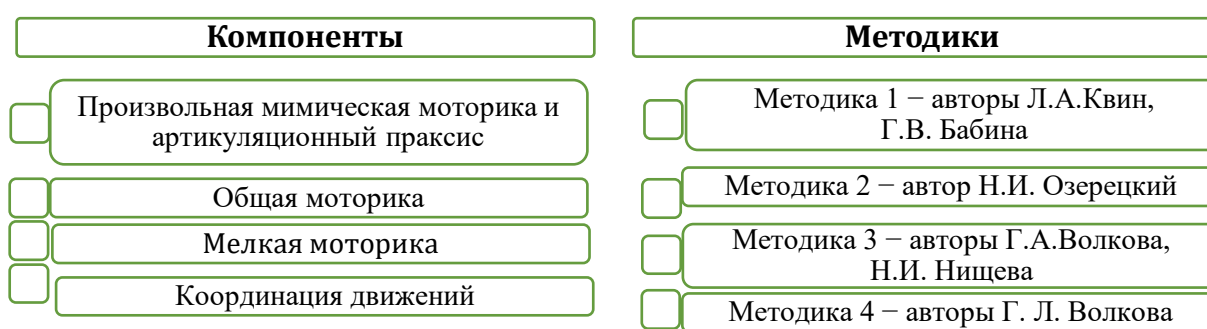 Компоненты
Произвольная мимическая моторика и
артикуляционный праксис
Общая моторика
Мелкая моторика
Координация движений
Методики
Методика 1 − авторы Л.А.Квин,
Г.В. Бабина
Методика 2 − автор Н.И. Озерецкий
Методика 3 − авторы Г.А.Волкова,
Н.И. Нищева
Методика 4 − авторы Г. Л. Волкова